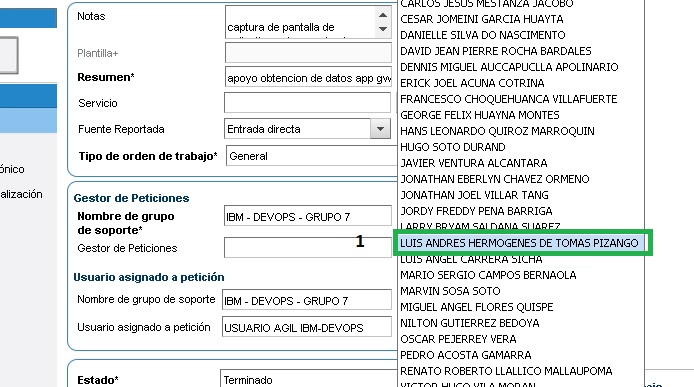 Notas
captura de pantalla de
Plantilla+
Resumen*
apoyo obtencion de datos app gw
Servicio
Fuente Reportada
Entrada directa
Tipo de orden de trabajo*
General
ónico
alización
Gestor de Peticiones
Nombre de grupo
de soporte*
IBM - DEVOPS - GRUPO 7
Gestor de Peticiones
1
Usuario asignado a petición
Nombre de grupo de soporte
IBM - DEVOPS - GRUPO 7
Usuario asignado a petición
USUARIO AGIL IBM-DEVOPS
Estado*
Terminado
CARLOS JESUS MESTANZA JACOBO
CESAR JOMEINI GARCIA HUAYTA
DANIELLE SILVA DO NASCIMENTO
DAVID JEAN PIERRE ROCHA BARDALES
DENNIS MIGUEL AUCCAPUCLLA APOLINARIO
ERICK JOEL ACUNA COTRINA
FRANCESCO CHOQUEHUANCA VILLAFUERTE
GEORGE FELIX HUAYNA MONTES
HANS LEONARDO QUIROZ MARROQUIN
HUGO SOTO DURAND
JAVIER VENTURA ALCANTARA
JONATHAN EBERLYN CHAVEZ ORMENO
JONATHAN JOEL VILLAR TANG
JORDY FREDDY PENA BARRIGA
LARRY BRYAM SALDANA SUAREZ
LUIS ANDRES HERMOGENES DE TOMAS PIZANGO
LUIS ANGEL CARRERA SICHA
MARIO SERGIO CAMPOS BERNAOLA
MARVIN SOSA SOTO
MIGUEL ANGEL FLORES QUISPE
NILTON GUTIERREZ BEDOYA
OSCAR PEJERREY VERA
PEDRO ACOSTA GAMARRA
RENATO ROBERTO LLALLICO MALLAUPOMA
VICTOR HUGO VILA MORAN